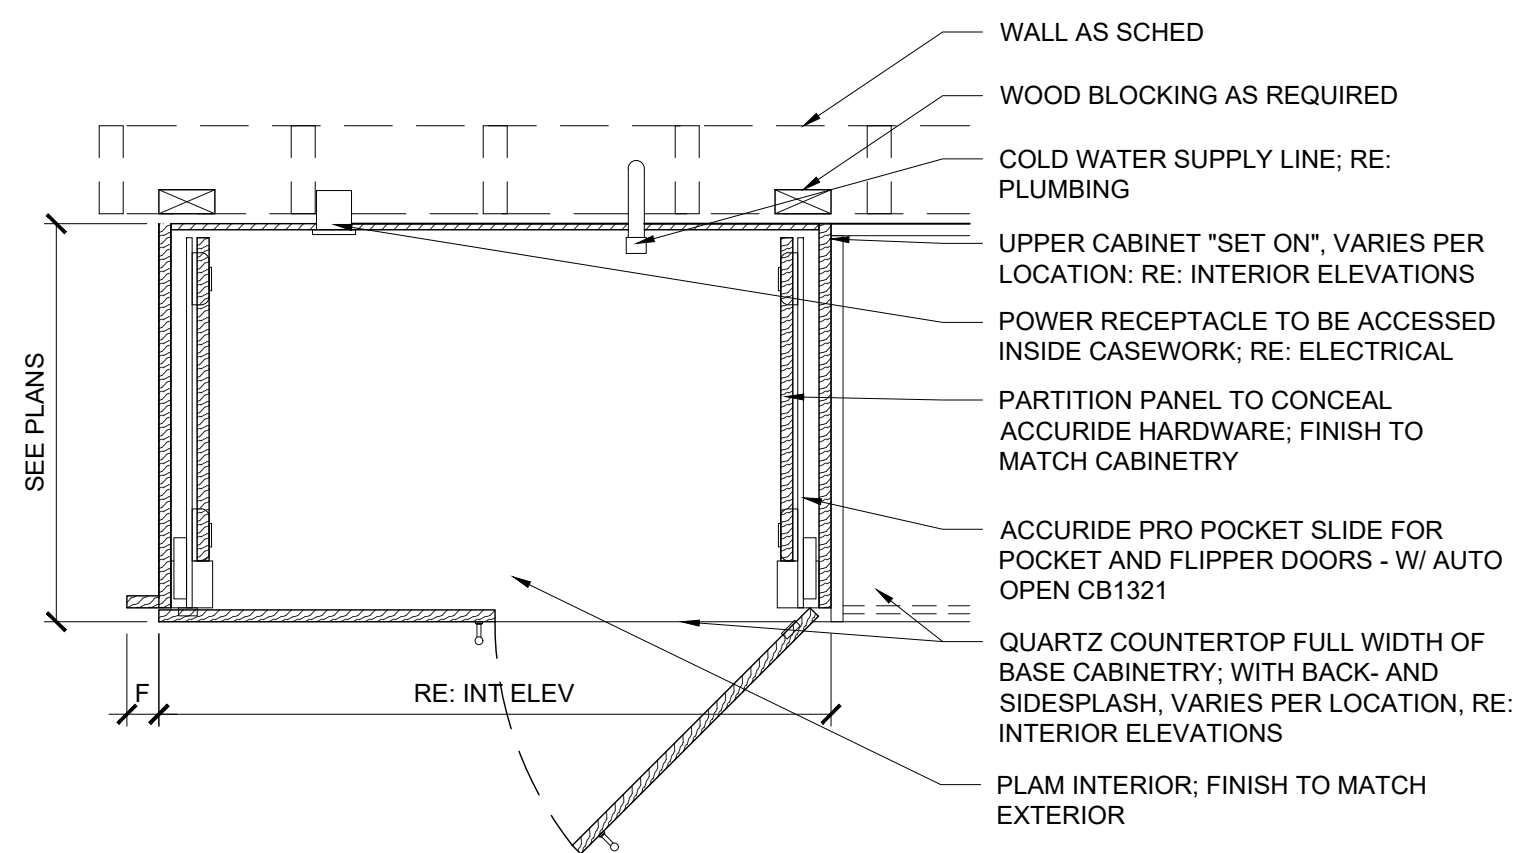 WALL AS SCHED
WOOD BLOCKING AS REQUIRED
COLD WATER SUPPLY LINE; RE:
PLUMBING
UPPER CABINET "SET ON", VARIES PER
LOCATION: RE: INTERIOR ELEVATIONS
POWER RECEPTACLE TO BE ACCESSED
INSIDE CASEWORK; RE: ELECTRICAL
PARTITION PANEL TO CONCEAL
ACCURIDE HARDWARE; FINISH TO
MATCH CABINETRY
ACCURIDE PRO POCKET SLIDE FOR
POCKET AND FLIPPER DOORS - W/ AUTO
OPEN CB1321
QUARTZ COUNTERTOP FULL WIDTH OF
BASE CABINETRY; WITH BACK- AND
SIDESPLASH, VARIES PER LOCATION, RE:
INTERIOR ELEVATIONS
PLAM INTERIOR; FINISH TO MATCH
EXTERIOR
SEE PLANS
F
RE: INT ELEV